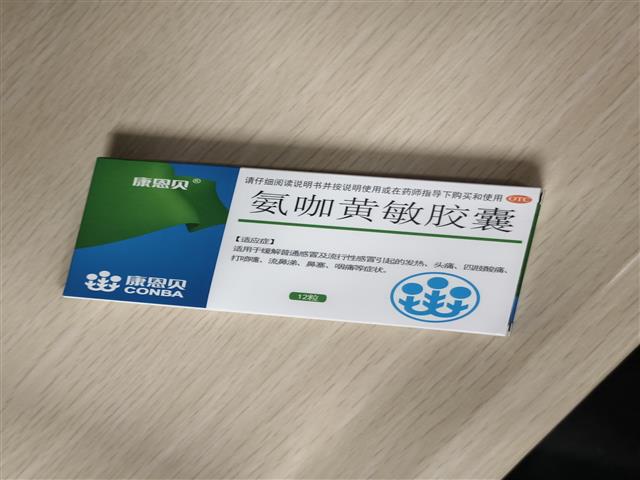 康恩贝®
请仔细阅读说明书并按说明使用或在药师指导下购买和使用
OTC
氨咖黄敏胶囊
【适应症】
适用于缓解普通感冒及流行性感冒引起的发热、头痛、四肢酸痛、
打喷嚏、流鼻涕、鼻塞、咽痛等症状。
12粒
康恩贝
CONBA